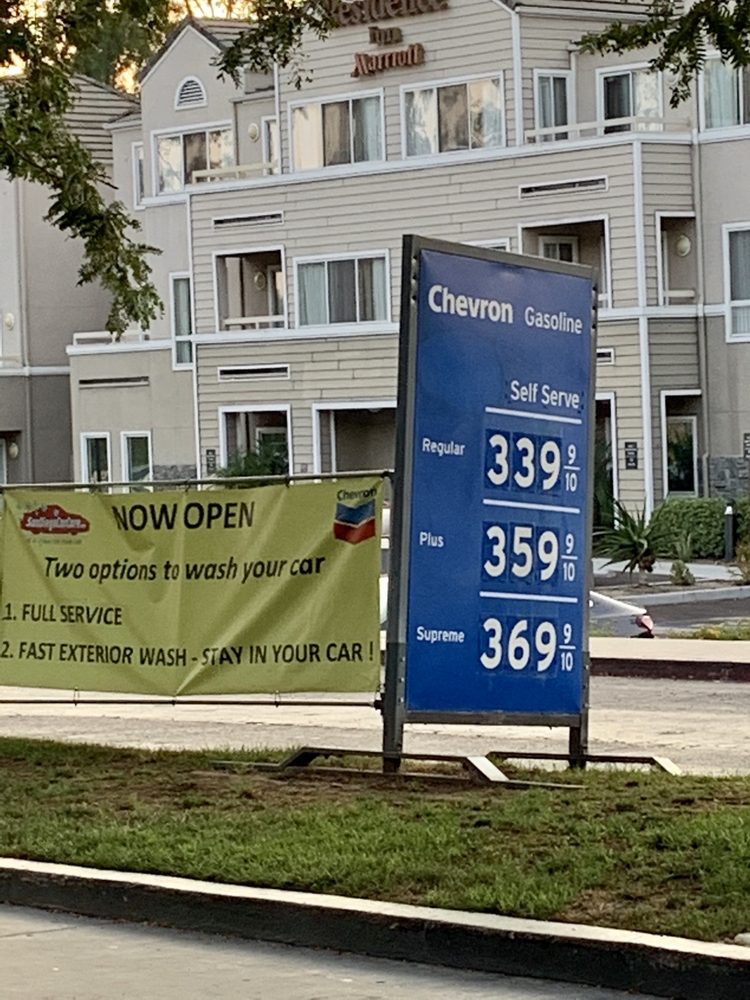 Residence
Inn
Marriott
Chevron Gasoline
Self Serve
Regular 339 9/10
Plus 359 9/10
Supreme 369 9/10
SanDiegoCarCare.com
NOW OPEN
Chevron
Two options to wash your car
1. FULL SERVICE
2. FAST EXTERIOR WASH - STAY IN YOUR CAR !